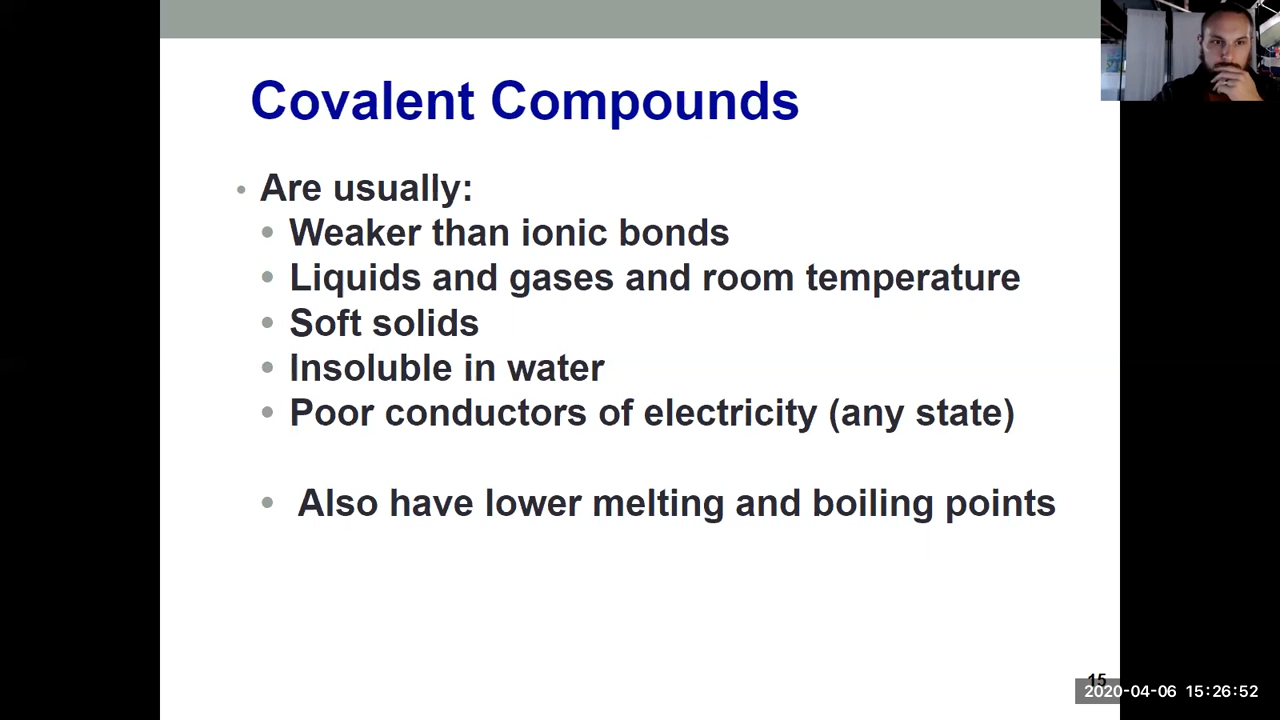 Covalent Compounds
• Are usually:
• Weaker than ionic bonds
• Liquids and gases and room temperature
• Soft solids
• Insoluble in water
• Poor conductors of electricity (any state)
• Also have lower melting and boiling points
15
2020-04-06 15:26:52